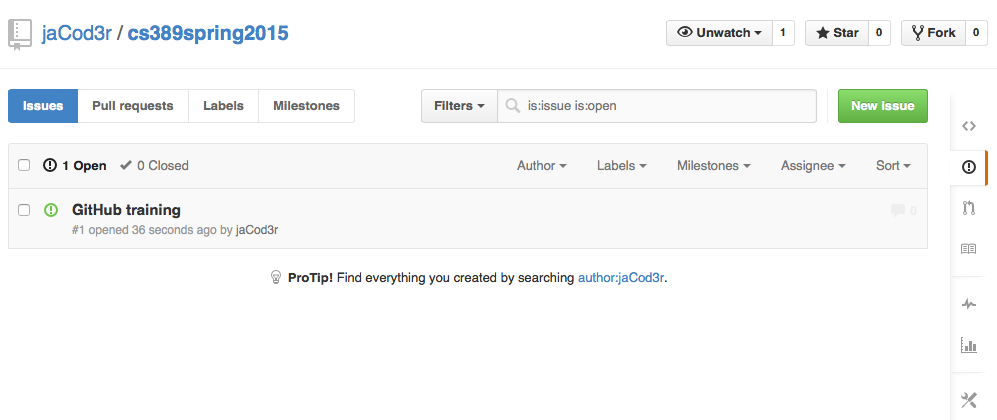 jaCod3r / cs389spring2015
Unwatch 1 Star 0 Fork 0
Issues Pull requests Labels Milestones Filters is:issue is:open New issue
1 Open 0 Closed Author Labels Milestones Assignee Sort
GitHub training 0
#1 opened 36 seconds ago by jaCod3r
ProTip! Find everything you created by searching author:jaCod3r.